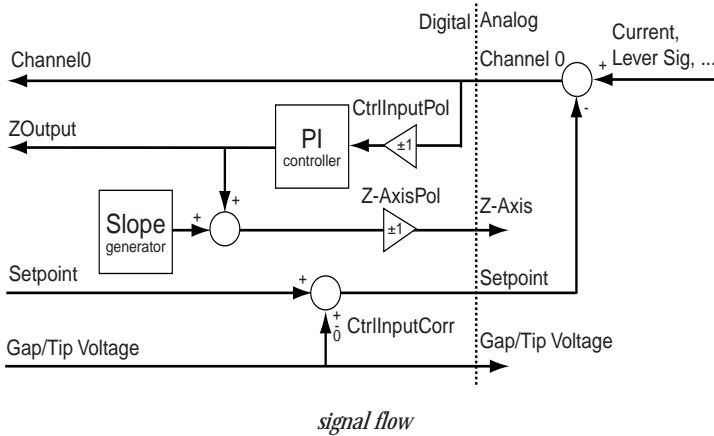 Digital Analog
Current,
Lever Sig, ...
Channel0
Channel 0
+
-
CtrlInputPol
ZOutput
PI
controller
±1
Z-AxisPol
Z-Axis
Slope
generator
+
+
±1
Setpoint
+
Setpoint
+
-
0
CtrlInputCorr
Gap/Tip Voltage
Gap/Tip Voltage
signal flow